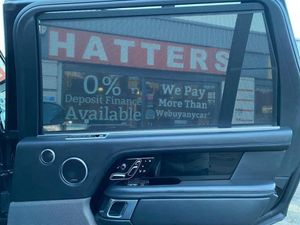 HATTERS
0%
Deposit Finance
Available
We Pay
More Than
Webuyanycar*